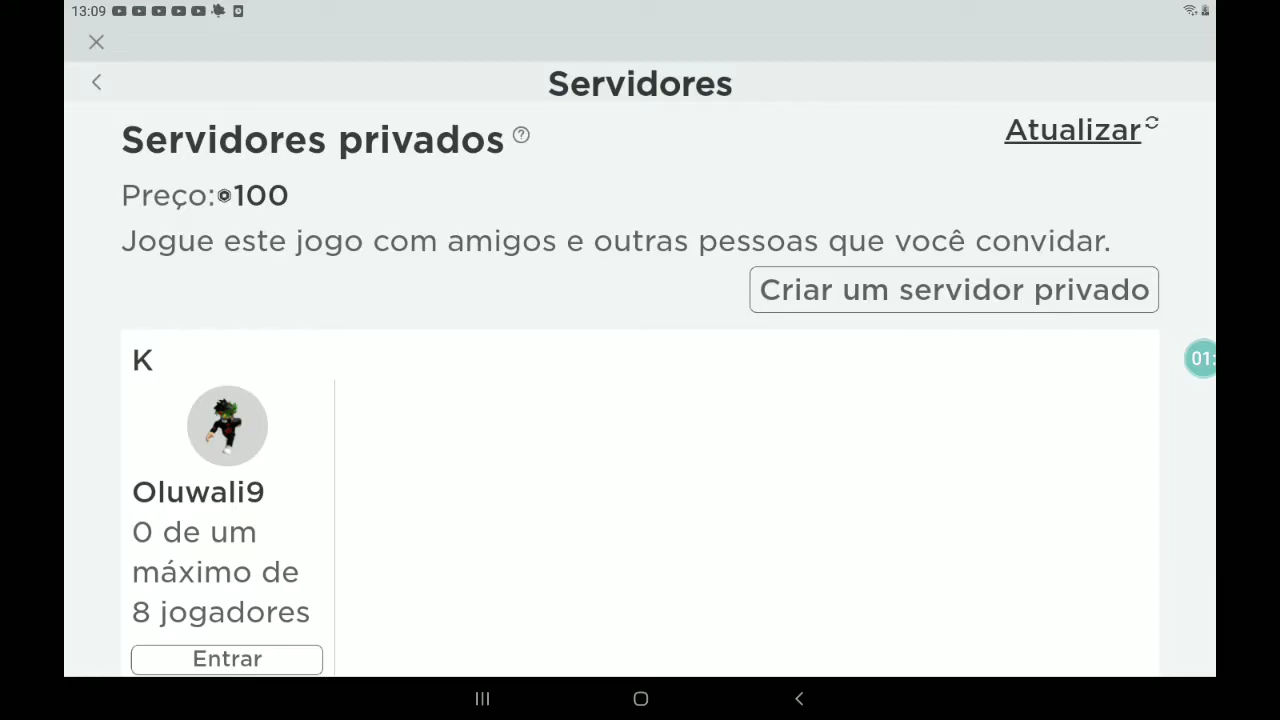 13:09
Servidores
Servidores privados
Atualizar
Preço: 100
Jogue este jogo com amigos e outras pessoas que você convidar.
Criar um servidor privado
K
01:
Oluwali9
0 de um
máximo de
8 jogadores
Entrar